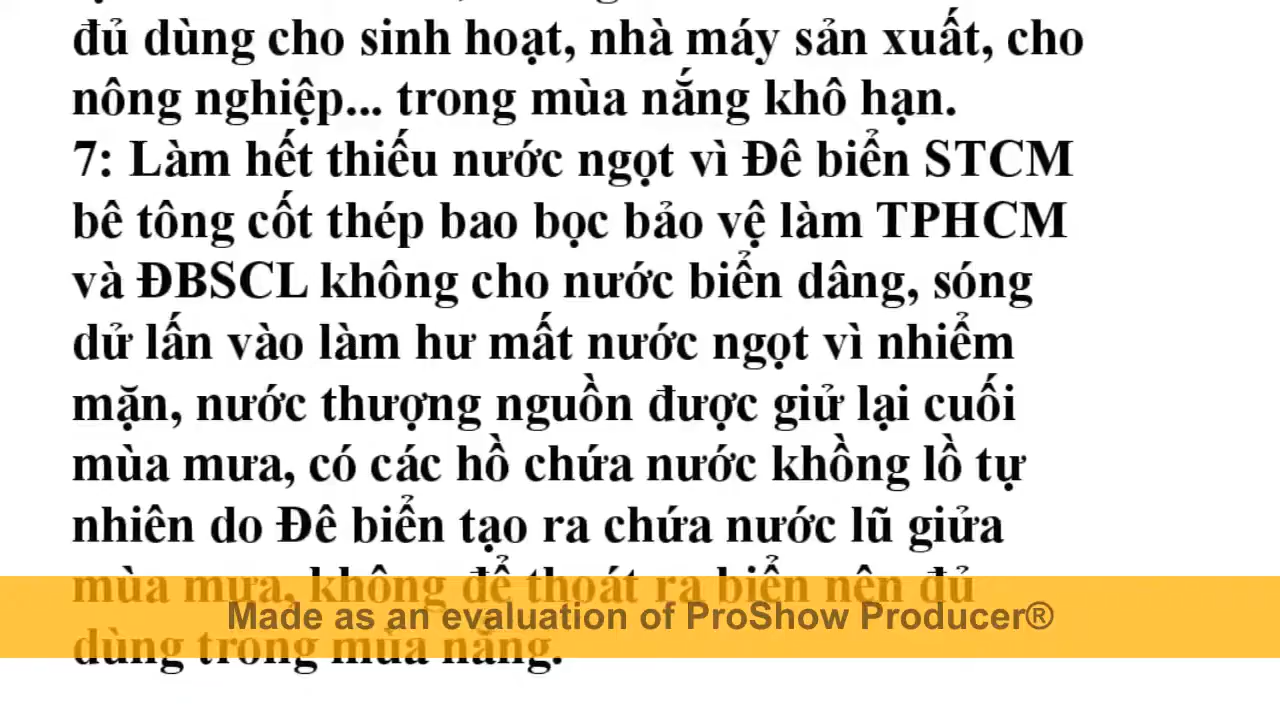 đủ dùng cho sinh hoạt, nhà máy sản xuất, cho
nông nghiệp... trong mùa nắng khô hạn.
7: Làm hết thiếu nước ngọt vì Đê biển STCM
bê tông cốt thép bao bọc bảo vệ làm TPHCM
và ĐBSCL không cho nước biển dâng, sóng
dử lấn vào làm hư mất nước ngọt vì nhiểm
mặn, nước thượng nguồn được giử lại cuối
mùa mưa, có các hồ chứa nước khồng lồ tự
nhiên do Đê biển tạo ra chứa nước lũ giửa
mùa mưa, không để thoát ra biển nên đủ
Made as an evaluation of ProShow Producer®
dùng trong mùa nắng.